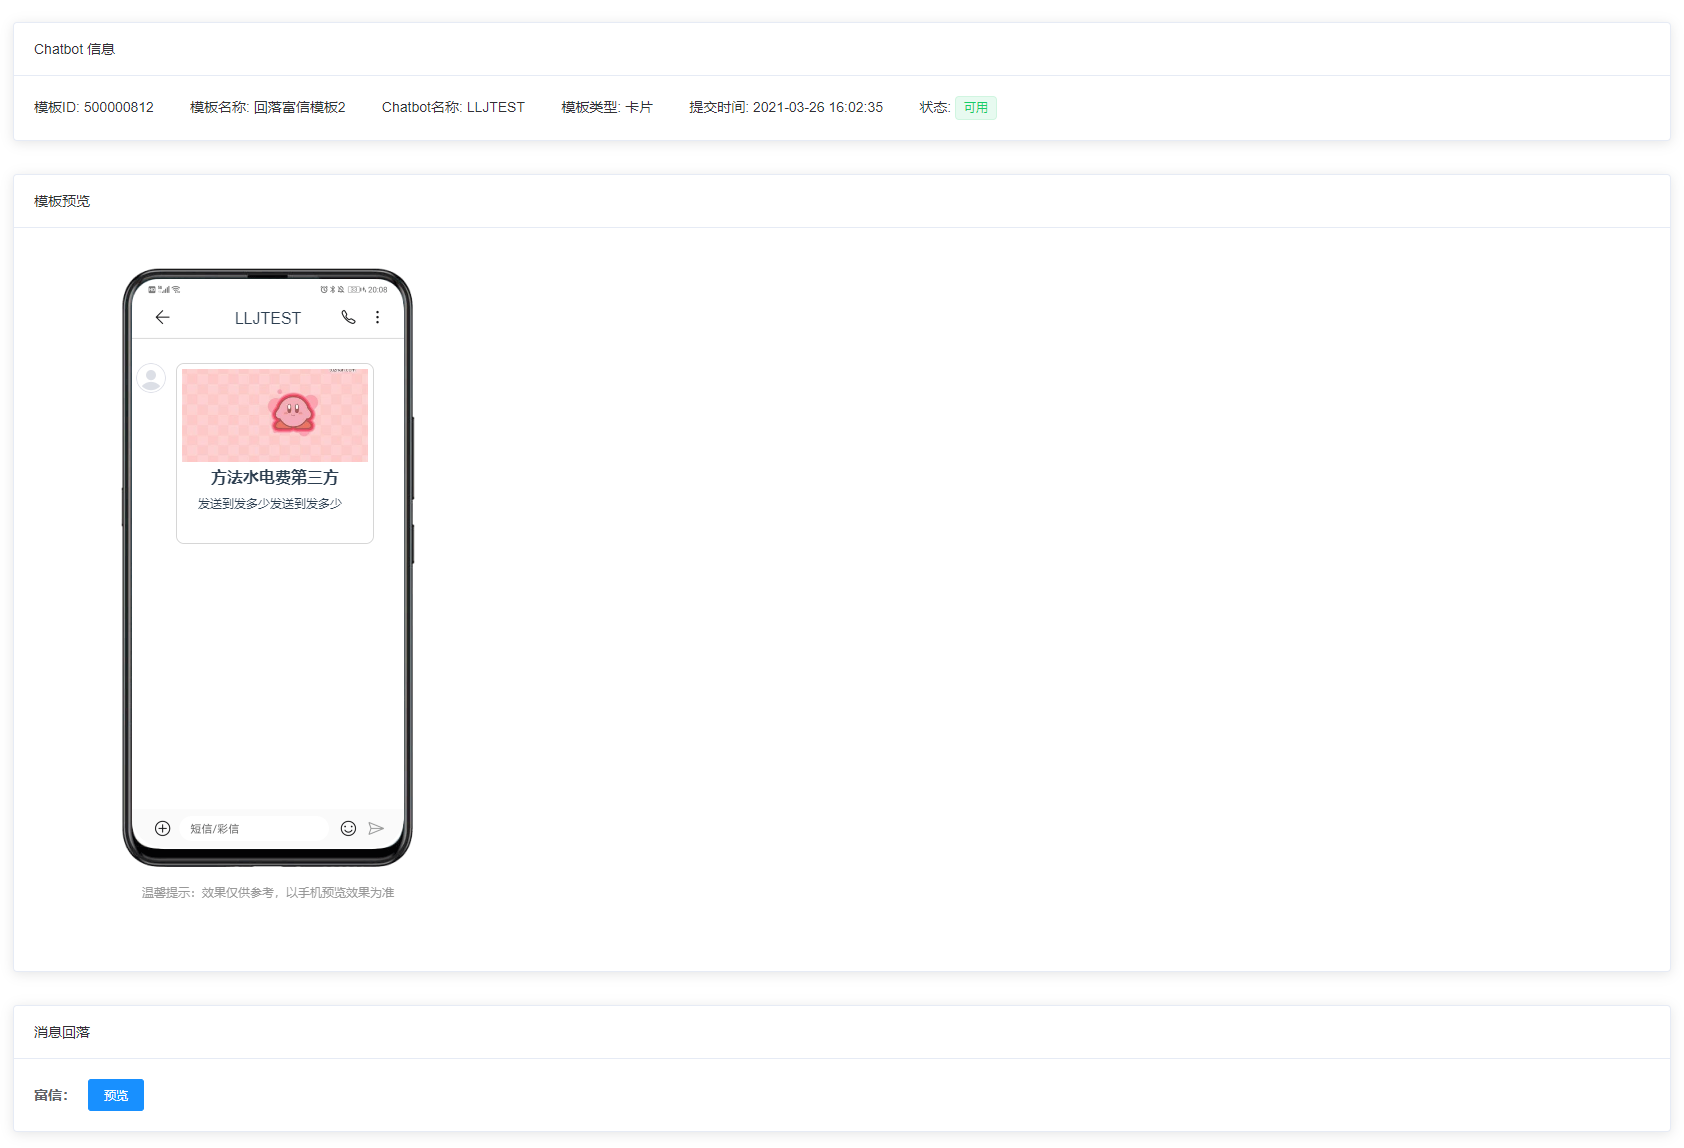 Chatbot 信息
模板ID: 500000812 模板名称: 回落富信模板2 Chatbot名称: LLJTEST 模板类型: 卡片 提交时间: 2021-03-26 16:02:35 状态: 可用
模板预览
20:08
LLJTEST
方法水电费第三方
发送到发多少发送到发多少
短信/彩信
温馨提示：效果仅供参考，以手机预览效果为准
消息回落
富信： 预览